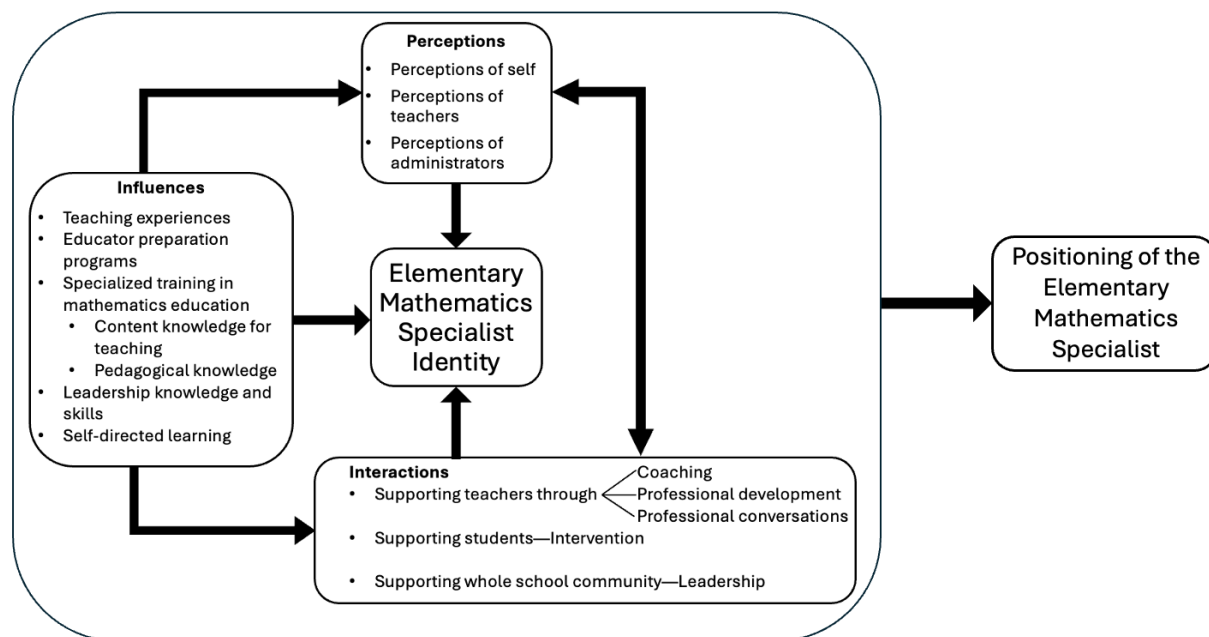 Perceptions
• Perceptions of self
• Perceptions of
teachers
• Perceptions of
administrators
Influences
• Teaching experiences
• Educator preparation
programs
• Specialized training in
mathematics education
• Content knowledge for
teaching
• Pedagogical knowledge
• Leadership knowledge and
skills
• Self-directed learning
Elementary
Mathematics
Specialist
Identity
Interactions
• Supporting teachers through
Coaching
Professional development
Professional conversations
• Supporting students—Intervention
• Supporting whole school community—Leadership
Positioning of the
Elementary
Mathematics
Specialist